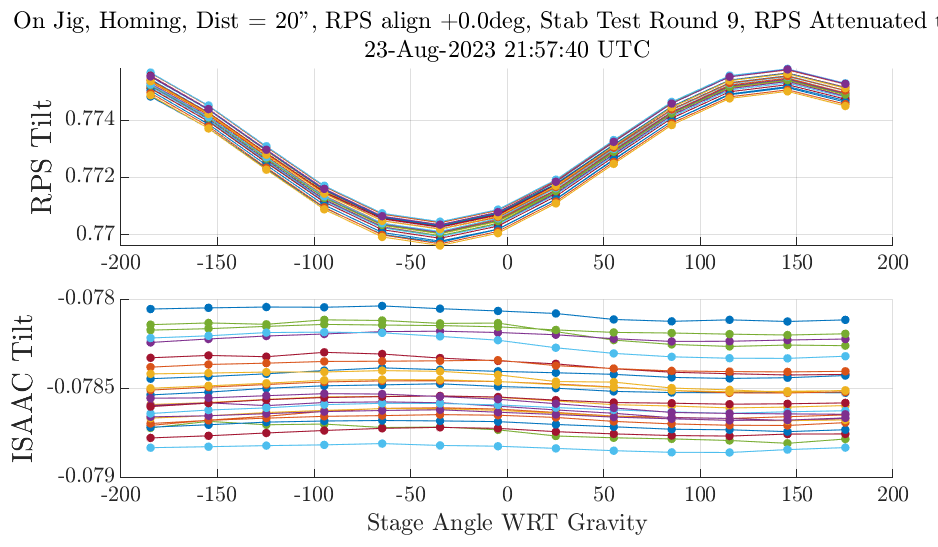 On Jig, Homing, Dist = 20", RPS align +0.0deg, Stab Test Round 9, RPS Attenuated
23-Aug-2023 21:57:40 UTC
RPS Tilt
0.774
0.772
0.77
-200 -150 -100 -50 0 50 100 150 200
ISAAC Tilt
-0.078
-0.0785
-0.079
-200 -150 -100 -50 0 50 100 150 200
Stage Angle WRT Gravity